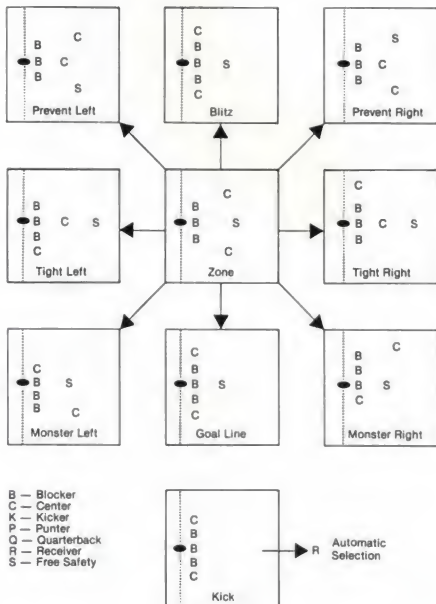 C
B
B C
B
S
Prevent Left
C
B
B S
B
C
Blitz
S
B
B C
B
C
Prevent Right
B
B C S
B
C
Tight Left
C
B
B S
B
C
Zone
C
B
B C S
B
Tight Right
C
B S
B
B C
Monster Left
C
B
B S
B
C
Goal Line
C
B
B
B S
C
Monster Right
B — Blocker
C — Center
K — Kicker
P — Punter
Q — Quarterback
R — Receiver
S — Free Safety
C
B
B
B
C
Kick
R Automatic
Selection